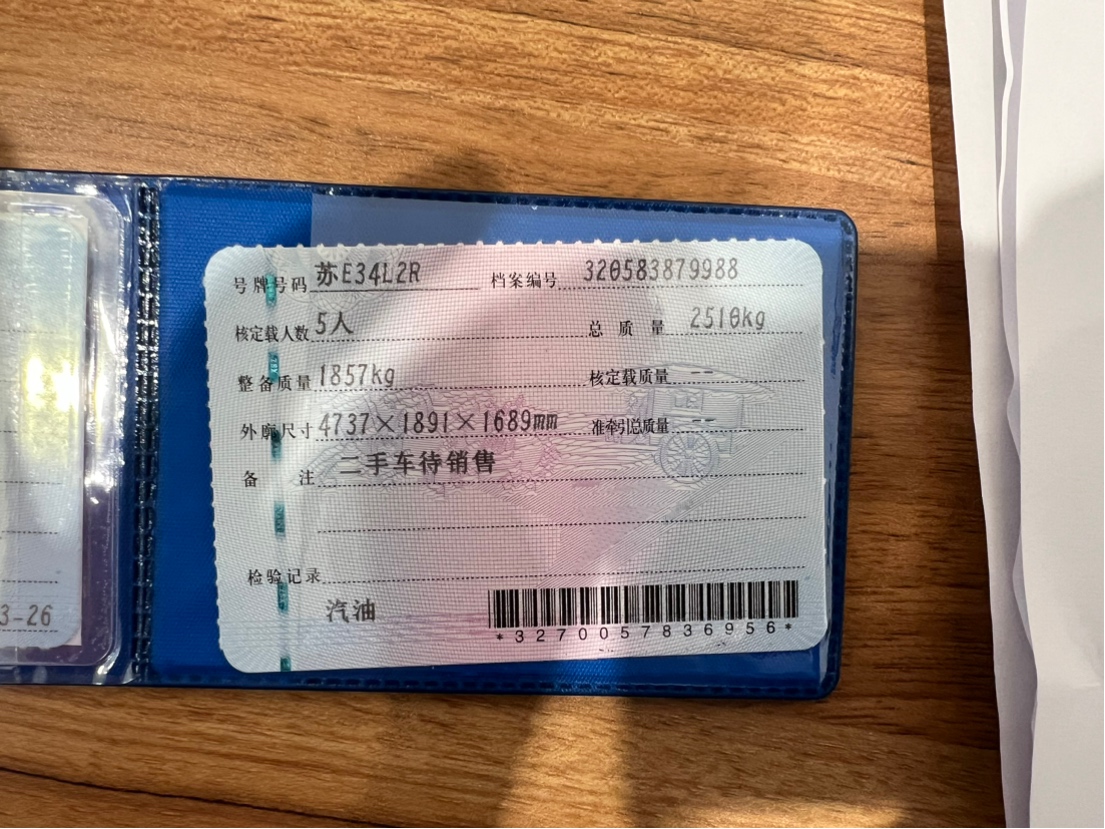 号牌号码 苏E34L2R 档案编号 320583879988
核定载人数 5人 总质量 2510kg
整备质量 1857kg 核定载质量 --
外廓尺寸 4737×1891×1689mm 准牵引总质量 --
备注 二手车待销售
检验记录
汽油
*3270057836956*
3-26